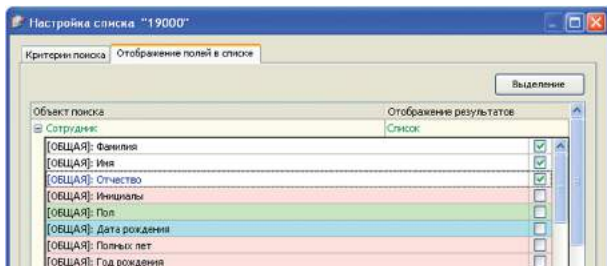 Настройка списка "19000"
Критерии поиска Отображение полей в списке
Выделение
Объект поиска Отображение результатов
Сотрудник Список
[ОБЩАЯ]: Фамилия
[ОБЩАЯ]: Имя
[ОБЩАЯ]: Отчество
[ОБЩАЯ]: Инициалы
[ОБЩАЯ]: Пол
[ОБЩАЯ]: Дата рождения
[ОБЩАЯ]: Полных лет
[ОБЩАЯ]: Год рождения